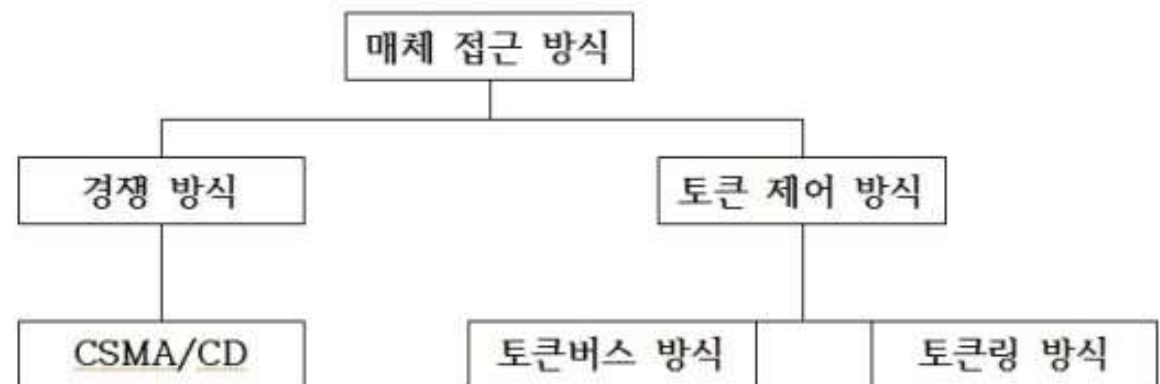 매체 접근 방식
경쟁 방식
토큰 제어 방식
CSMA/CD
토큰버스 방식
토큰링 방식